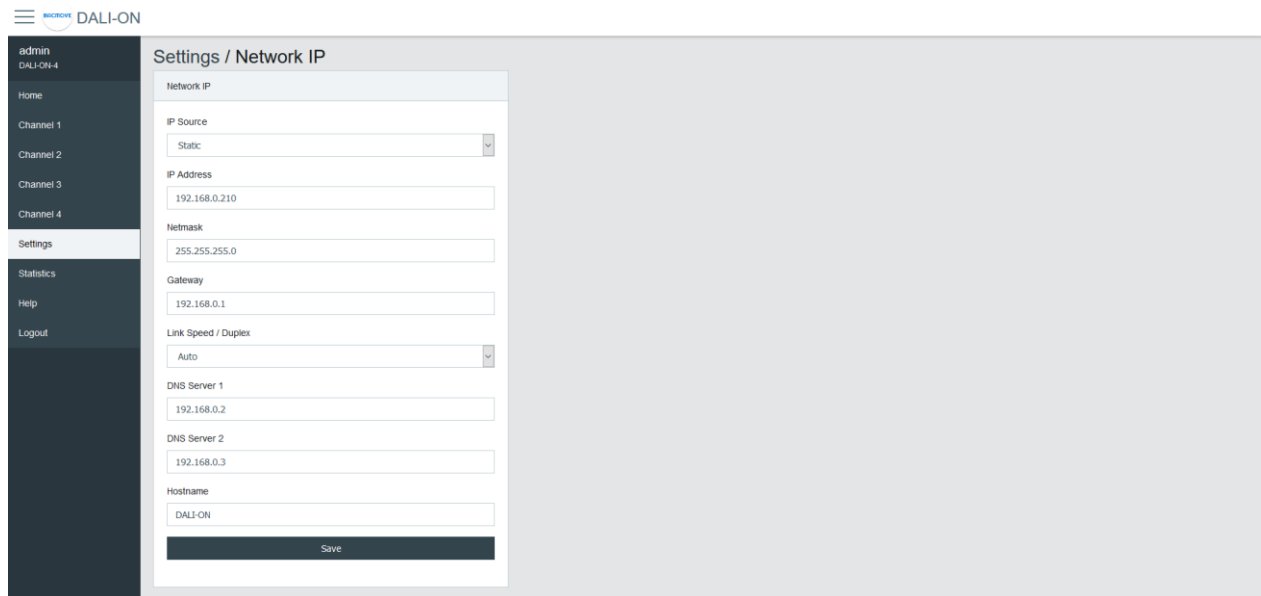 DALI-ON
admin
DALI-ON-4
Home
Channel 1
Channel 2
Channel 3
Channel 4
Settings
Statistics
Help
Logout
Settings / Network IP
Network IP
IP Source
Static
IP Address
192.168.0.210
Netmask
255.255.255.0
Gateway
192.168.0.1
Link Speed / Duplex
Auto
DNS Server 1
192.168.0.2
DNS Server 2
192.168.0.3
Hostname
DALI-ON
Save